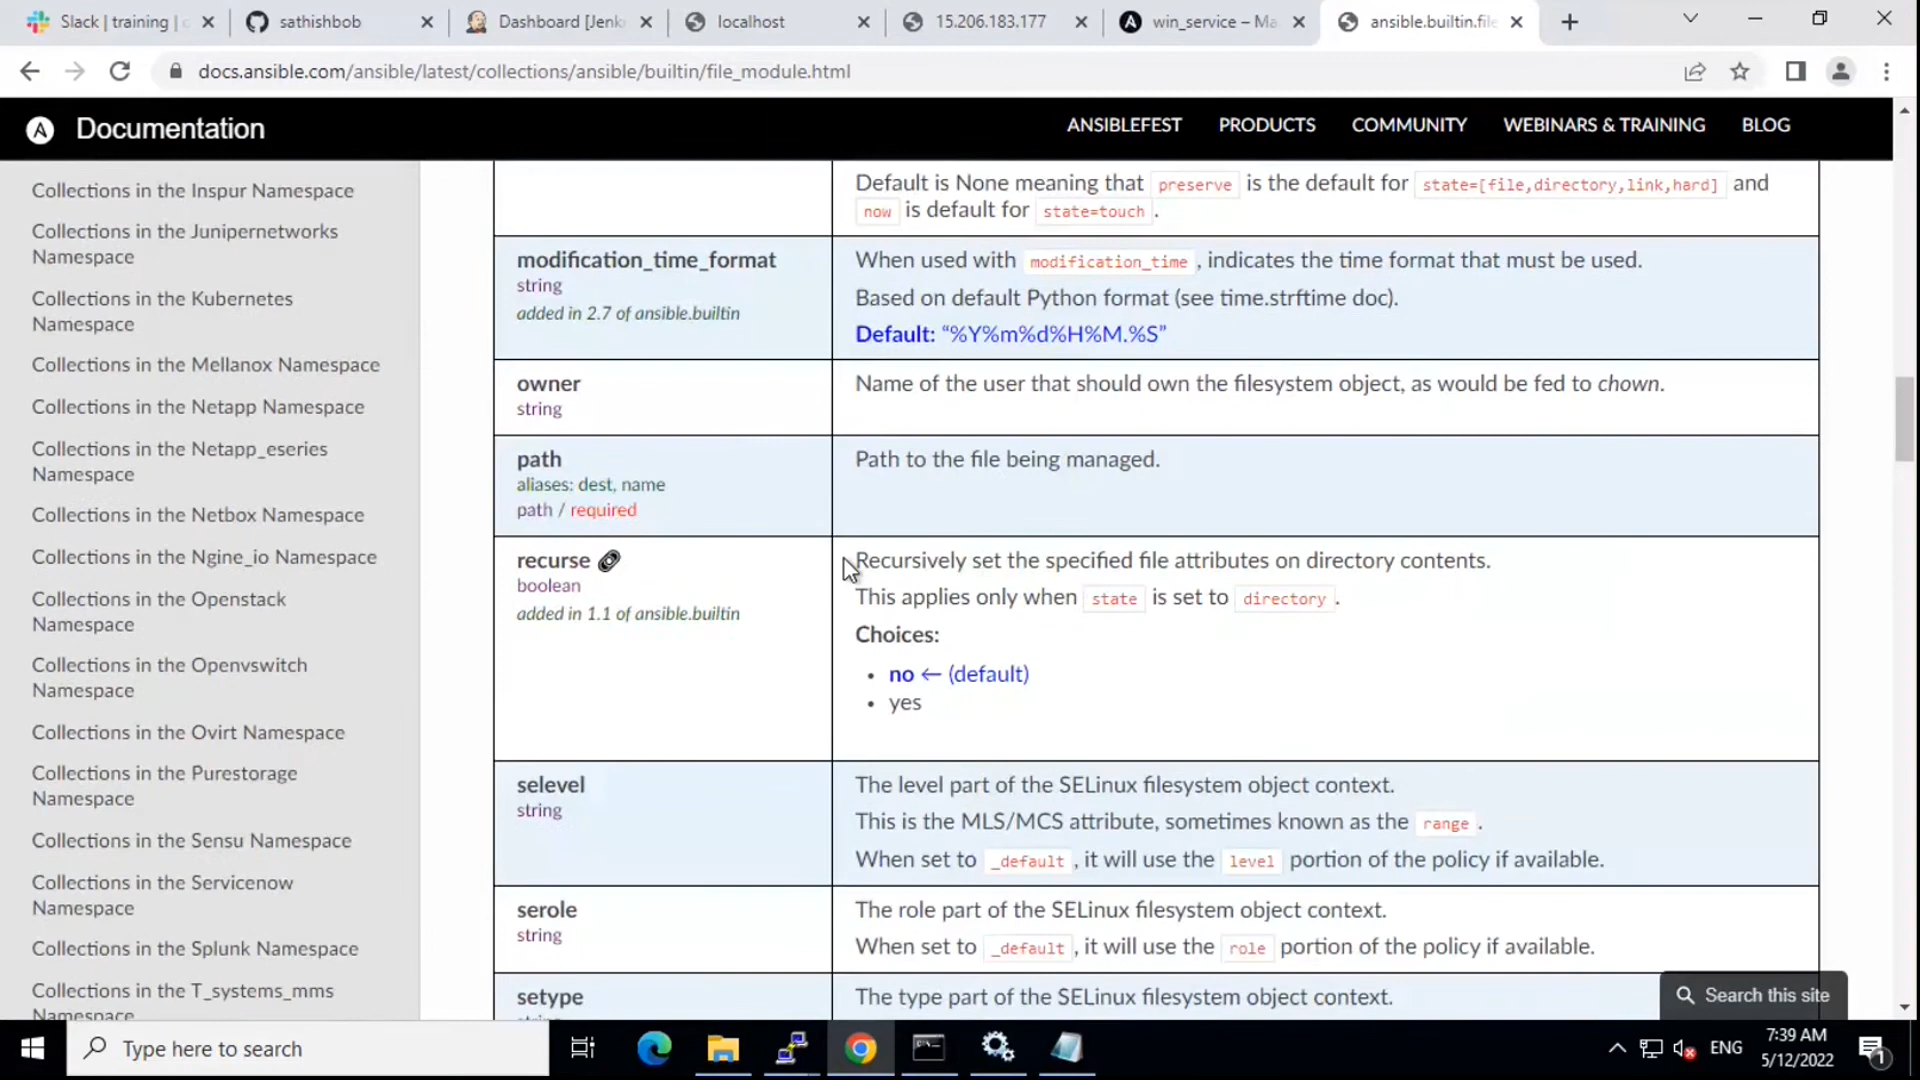 Slack | training |
sathishbob
Dashboard [Jenk
localhost
15.206.183.177
win_service – Ma
ansible.builtin.file
docs.ansible.com/ansible/latest/collections/ansible/builtin/file_module.html
A Documentation
ANSIBLEFEST PRODUCTS COMMUNITY WEBINARS & TRAINING BLOG
Collections in the Inspur Namespace
Collections in the Junipernetworks
Namespace
Collections in the Kubernetes
Namespace
Collections in the Mellanox Namespace
Collections in the Netapp Namespace
Collections in the Netapp_eseries
Namespace
Collections in the Netbox Namespace
Collections in the Ngine_io Namespace
Collections in the Openstack
Namespace
Collections in the Openvswitch
Namespace
Collections in the Ovirt Namespace
Collections in the Purestorage
Namespace
Collections in the Sensu Namespace
Collections in the Servicenow
Namespace
Collections in the Splunk Namespace
Collections in the T_systems_mms
Namespace
Default is None meaning that preserve is the default for state=[file,directory,link,hard] and
now is default for state=touch .
modification_time_format
string
added in 2.7 of ansible.builtin
When used with modification_time , indicates the time format that must be used.
Based on default Python format (see time.strftime doc).
Default: “%Y%m%d%H%M.%S”
owner
string
Name of the user that should own the filesystem object, as would be fed to chown.
path
aliases: dest, name
path / required
Path to the file being managed.
recurse
boolean
added in 1.1 of ansible.builtin
Recursively set the specified file attributes on directory contents.
This applies only when state is set to directory .
Choices:
• no ← (default)
• yes
selevel
string
The level part of the SELinux filesystem object context.
This is the MLS/MCS attribute, sometimes known as the range .
When set to _default , it will use the level portion of the policy if available.
serole
string
The role part of the SELinux filesystem object context.
When set to _default , it will use the role portion of the policy if available.
setype
The type part of the SELinux filesystem object context.
Search this site
Type here to search
ENG
7:39 AM
5/12/2022
1